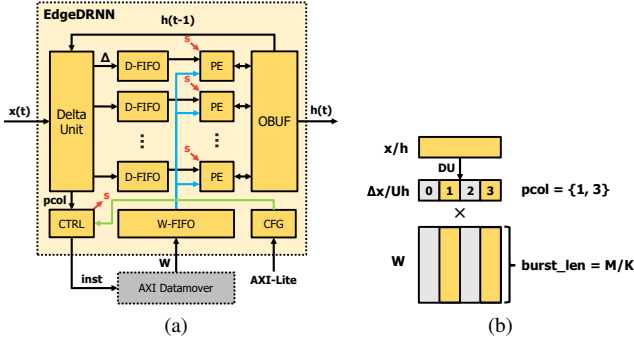 EdgeDRNN
h(t-1)
Δ
D-FIFO
s
PE
x(t)
Delta
Unit
D-FIFO
s
PE
OBUF
h(t)
...
...
D-FIFO
s
PE
pcol
s
CTRL
W-FIFO
CFG
W
inst
AXI Datamover
AXI-Lite
(a)
x/h
DU
Δx/Uh
0 1 2 3
pcol = {1, 3}
×
W
burst_len = M/K
(b)